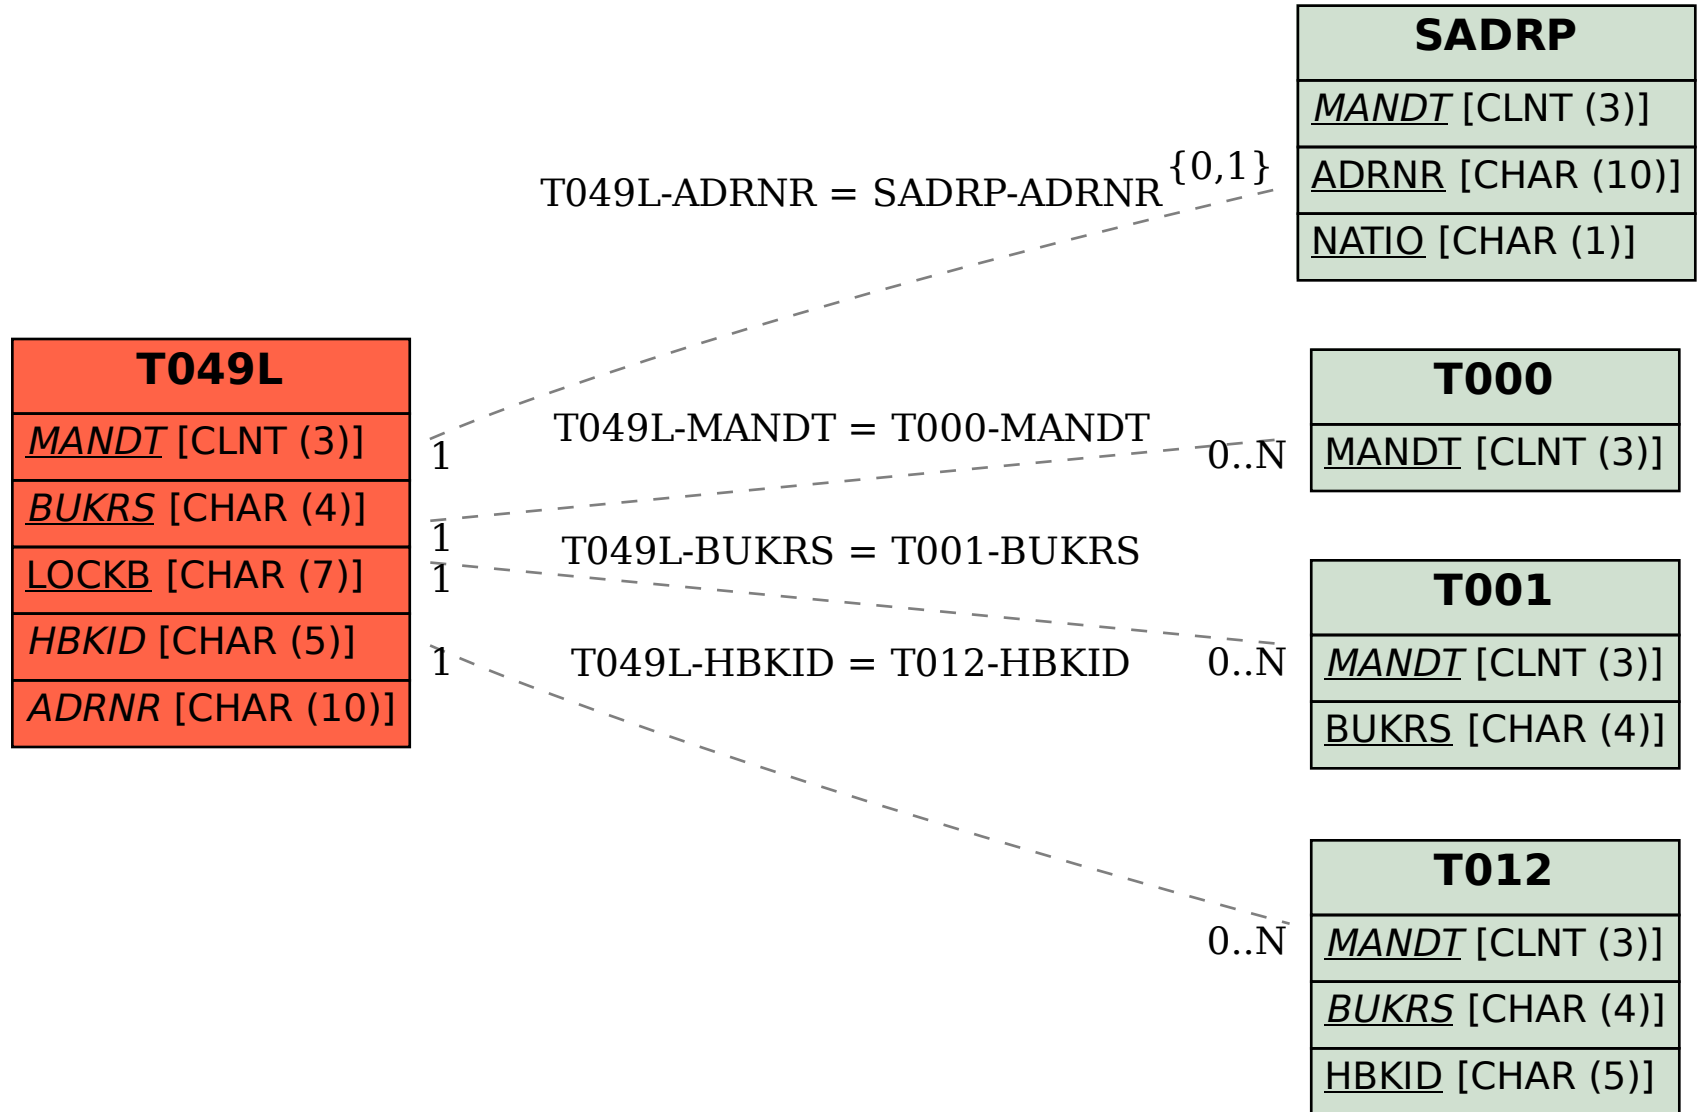 SADRP
MANDT [CLNT (3)]
ADRNR [CHAR (10)]
NATIO [CHAR (1)]
T049L-ADRNR = SADRP-ADRNR
{0,1}
1
T049L
MANDT [CLNT (3)]
BUKRS [CHAR (4)]
LOCKB [CHAR (7)]
HBKID [CHAR (5)]
ADRNR [CHAR (10)]
T049L-MANDT = T000-MANDT
0..N
1
T000
MANDT [CLNT (3)]
T049L-BUKRS = T001-BUKRS
1
0..N
T001
MANDT [CLNT (3)]
BUKRS [CHAR (4)]
T049L-HBKID = T012-HBKID
1
0..N
T012
MANDT [CLNT (3)]
BUKRS [CHAR (4)]
HBKID [CHAR (5)]